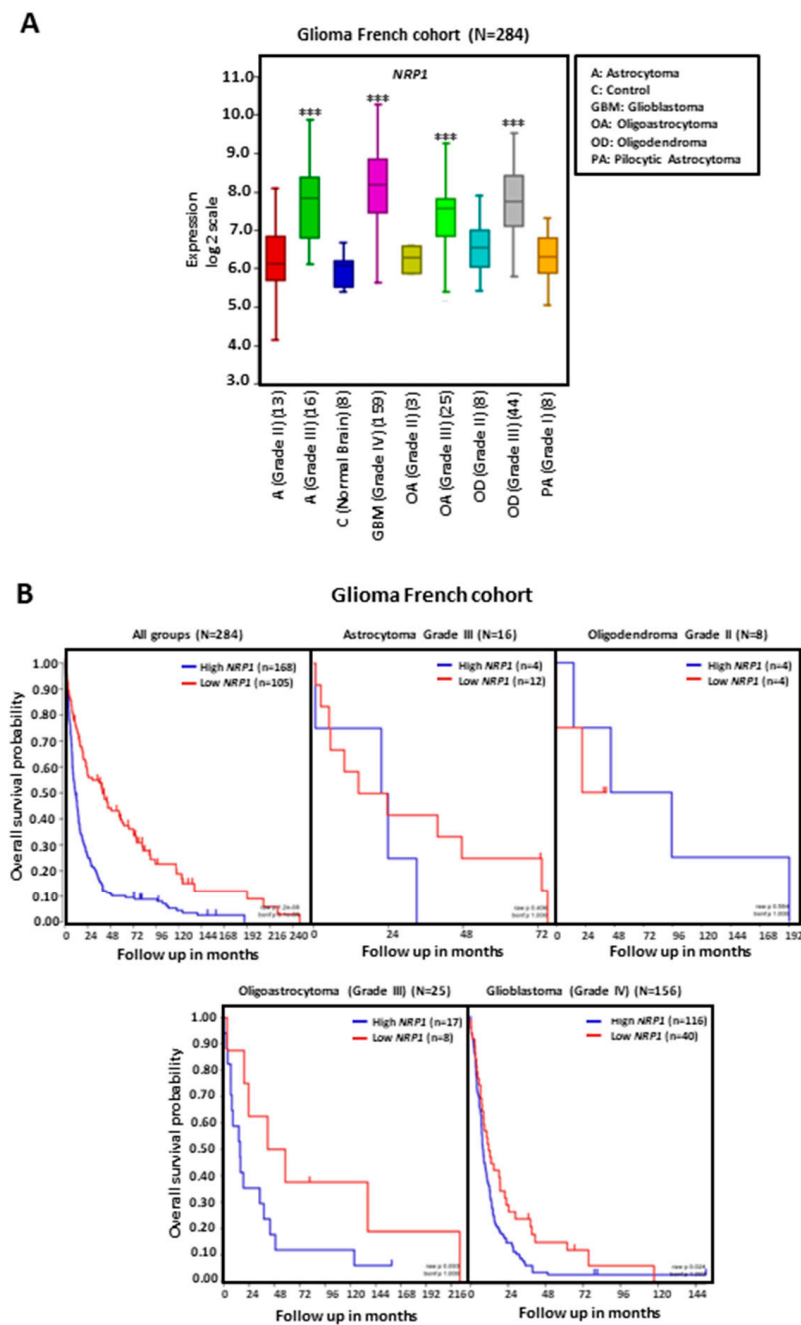 A
Glioma French cohort (N=284)
NRP1
Expression
log2 scale
11.0
10.0
9.0
8.0
7.0
6.0
5.0
4.0
3.0
***
***
***
***
A (Grade II) (13)
A (Grade III) (16)
C (Normal Brain) (8)
GBM (Grade IV) (159)
OA (Grade II) (3)
OA (Grade III) (25)
OD (Grade II) (8)
OD (Grade III) (44)
PA (Grade I) (8)
A: Astrocytoma
C: Control
GBM: Glioblastoma
OA: Oligoastrocytoma
OD: Oligodendroma
PA: Pilocytic Astrocytoma
B
Glioma French cohort
All groups (N=284)
High NRP1 (n=168)
Low NRP1 (n=105)
Overall survival probability
1.00
0.90
0.80
0.70
0.60
0.50
0.40
0.30
0.20
0.10
0.00
0 24 48 72 96 120 144 168 192 216 240
Follow up in months
Astrocytoma Grade III (N=16)
High NRP1 (n=4)
Low NRP1 (n=12)
0 24 48 72
Follow up in months
Oligodendroma Grade II (N=8)
High NRP1 (n=4)
Low NRP1 (n=4)
0 24 48 72 96 120 144 168 192
Follow up in months
Oligoastrocytoma (Grade III) (N=25)
High NRP1 (n=17)
Low NRP1 (n=8)
Overall survival probability
1.00
0.90
0.80
0.70
0.60
0.50
0.40
0.30
0.20
0.10
0.00
0 24 48 72 96 120 144 168 216
Follow up in months
Glioblastoma (Grade IV) (N=156)
High NRP1 (n=116)
Low NRP1 (n=40)
0 24 48 72 96 120 144
Follow up in months